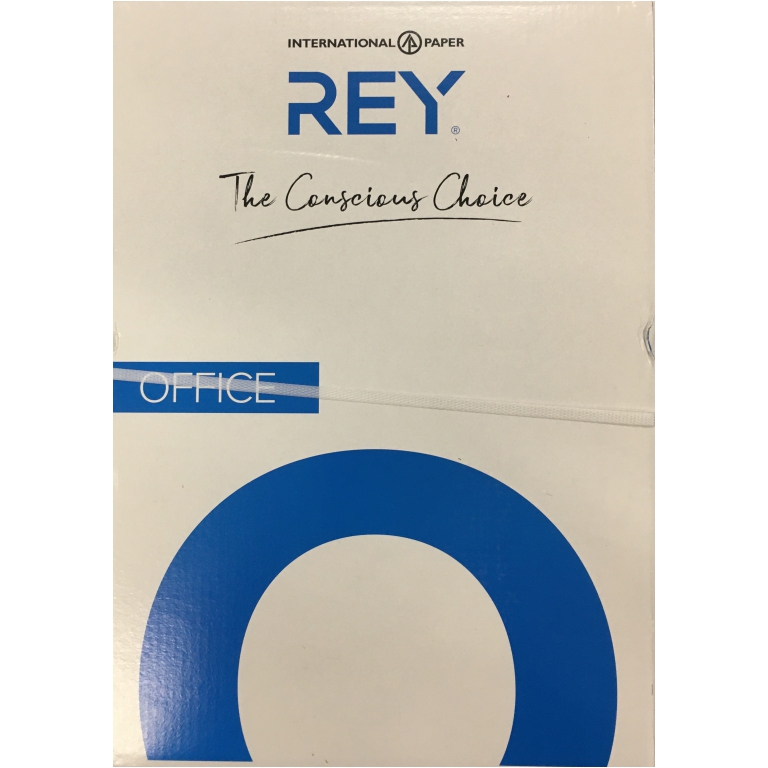 INTERNATIONAL PAPER
REY®
The Conscious Choice
OFFICE